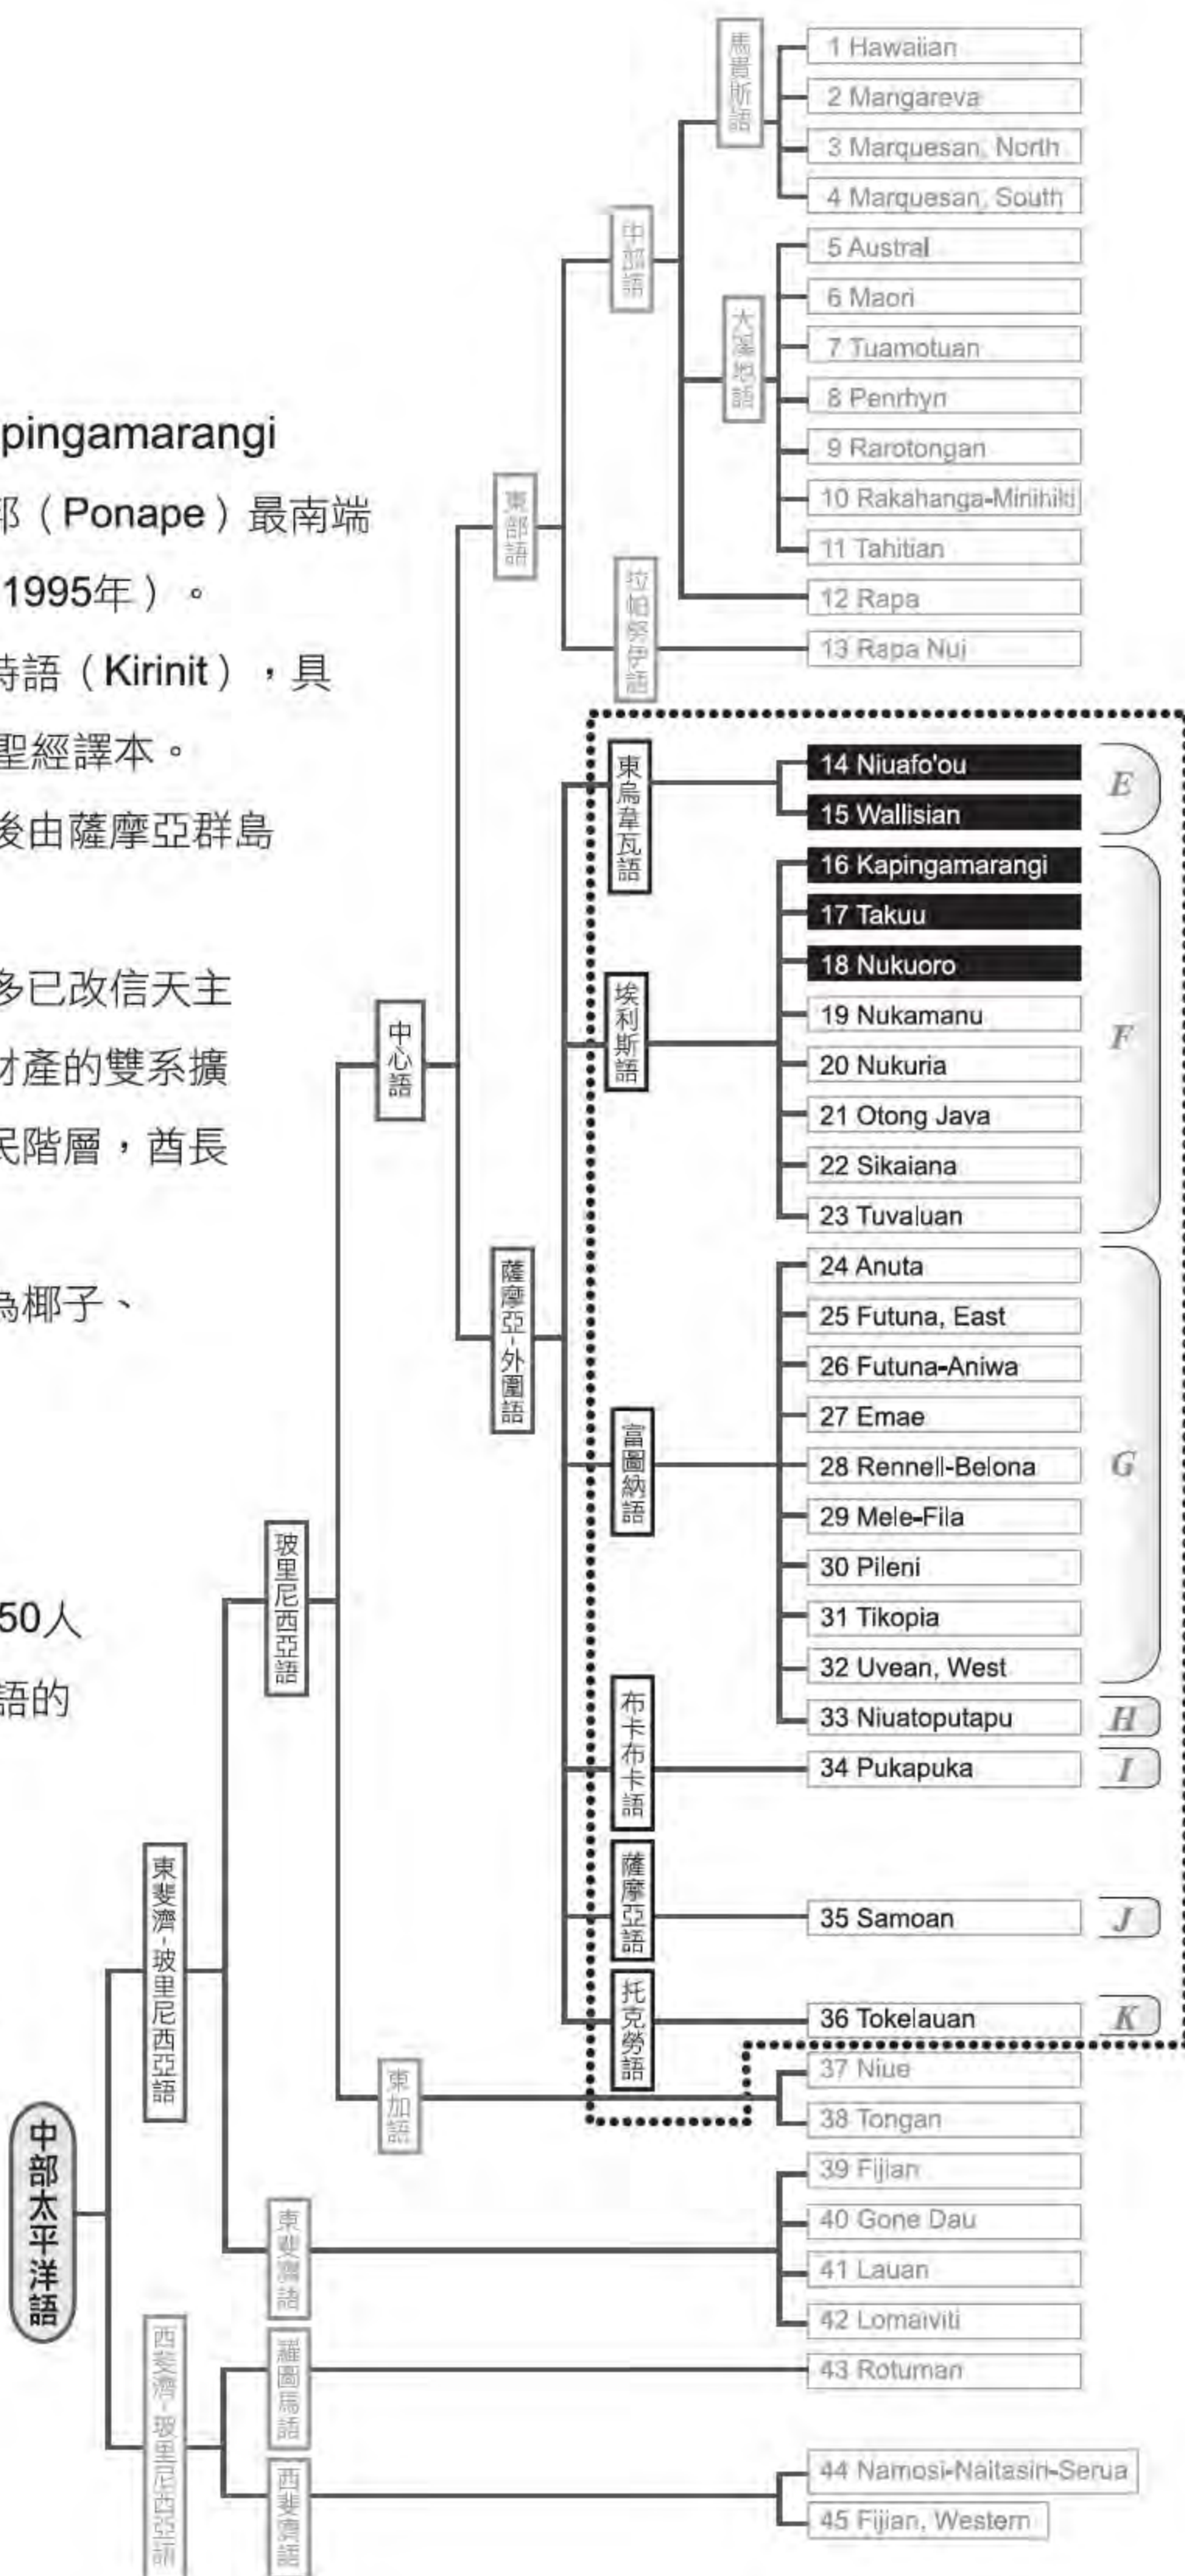 pingamarangi
邦（Ponape）最南端
1995年）。
特語（Kirinit），具
聖經譯本。
後由薩摩亞群島
多已改信天主
財產的雙系擴
民階層，酋長
為椰子、
50人
語的
中部太平洋語
東斐濟-玻里尼西亞語
西斐濟-玻里尼西亞語
玻里尼西亞語
東斐濟語
羅圖馬語
西斐濟語
中心語
東加語
東部語
薩摩亞-外圍語
中部語
拉帕努伊語
馬貴斯語
大溪地語
東烏韋瓦語
埃利斯語
富圖納語
布卡布卡語
薩摩亞語
托克勞語
1 Hawaiian
2 Mangareva
3 Marquesan, North
4 Marquesan, South
5 Austral
6 Maori
7 Tuamotuan
8 Penrhyn
9 Rarotongan
10 Rakahanga-Minihiki
11 Tahitian
12 Rapa
13 Rapa Nui
14 Niuafo'ou
15 Wallisian
E
16 Kapingamarangi
17 Takuu
18 Nukuoro
19 Nukamanu
20 Nukuria
21 Otong Java
22 Sikaiana
23 Tuvaluan
F
24 Anuta
25 Futuna, East
26 Futuna-Aniwa
27 Emae
28 Rennell-Belona
29 Mele-Fila
30 Pileni
31 Tikopia
32 Uvean, West
G
33 Niuatoputapu
H
34 Pukapuka
I
35 Samoan
J
36 Tokelauan
K
37 Niue
38 Tongan
39 Fijian
40 Gone Dau
41 Lauan
42 Lomaiviti
43 Rotuman
44 Namosi-Naitasiri-Serua
45 Fijian, Western